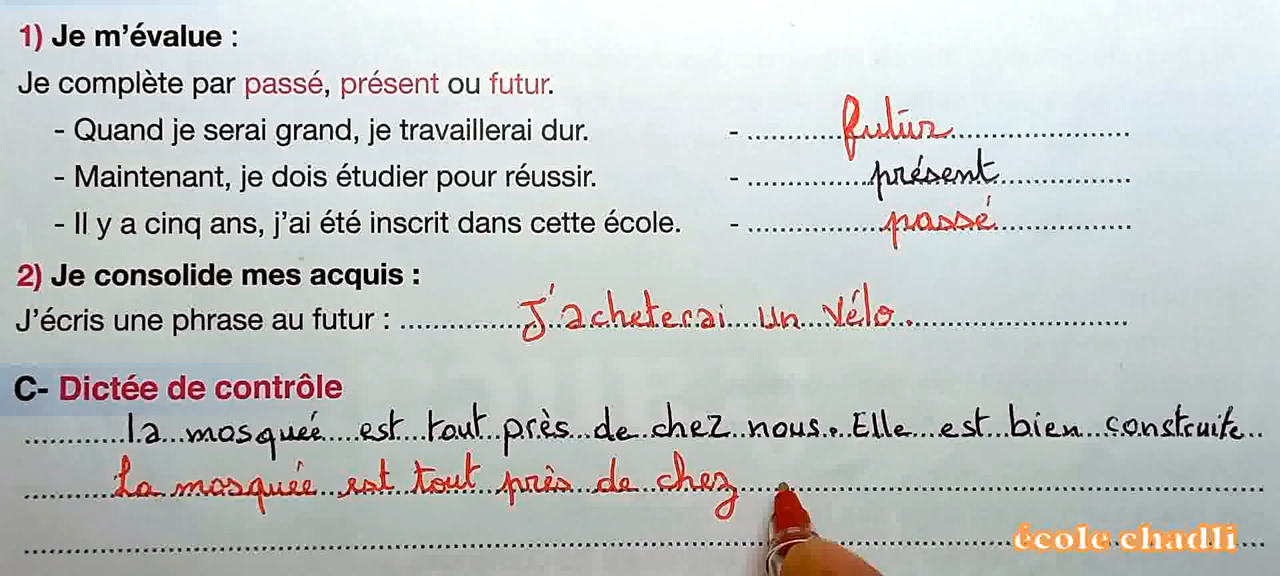 1) Je m'évalue :
Je complète par passé, présent ou futur.
- Quand je serai grand, je travaillerai dur. - futur
- Maintenant, je dois étudier pour réussir. - présent
- Il y a cinq ans, j'ai été inscrit dans cette école. - passé
2) Je consolide mes acquis :
J'écris une phrase au futur : J'acheterai un vélo.
C- Dictée de contrôle
la mosquée est tout près de chez nous. Elle est bien construite
La mosquée est tout près de chez
école chadli